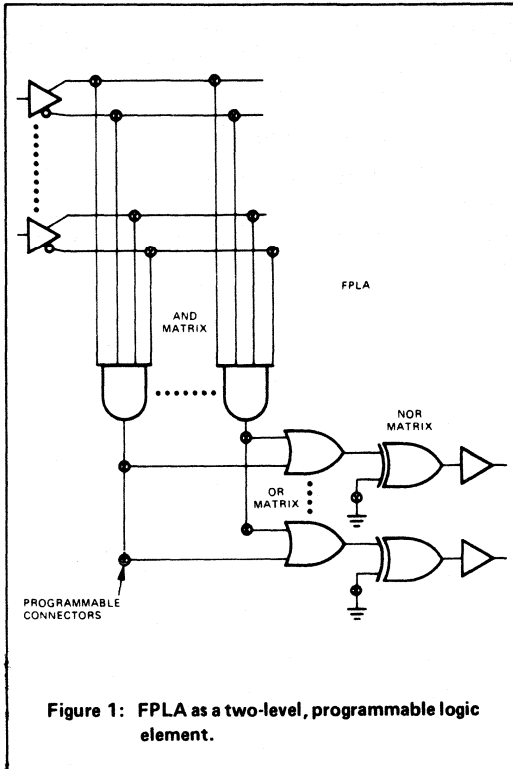 FPLA
AND
MATRIX
NOR
MATRIX
OR
MATRIX
PROGRAMMABLE
CONNECTORS
Figure 1: FPLA as a two-level, programmable logic
element.